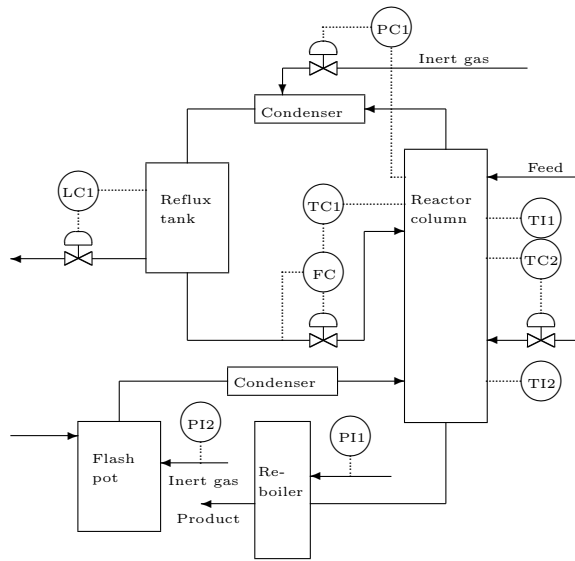 PC1
Inert gas
Condenser
Feed
LC1
Reflux
tank
TC1
Reactor
column
TI1
TC2
FC
Condenser
TI2
PI2
PI1
Flash
pot
Inert gas
Re-
boiler
Product